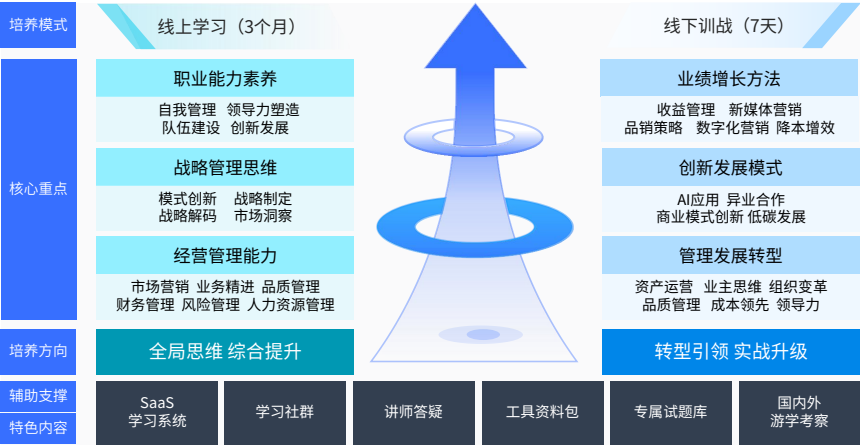 培养模式
线上学习（3个月）
线下训战（7天）
核心重点
职业能力素养
自我管理 领导力塑造
队伍建设 创新发展
战略管理思维
模式创新 战略制定
战略解码 市场洞察
经营管理能力
市场营销 业务精进 品质管理
财务管理 风险管理 人力资源管理
业绩增长方法
收益管理 新媒体营销
品销策略 数字化营销 降本增效
创新发展模式
AI应用 异业合作
商业模式创新 低碳发展
管理发展转型
资产运营 业主思维 组织变革
品质管理 成本领先 领导力
培养方向
全局思维 综合提升
转型引领 实战升级
辅助支撑
特色内容
SaaS
学习系统
学习社群
讲师答疑
工具资料包
专属试题库
国内外
游学考察